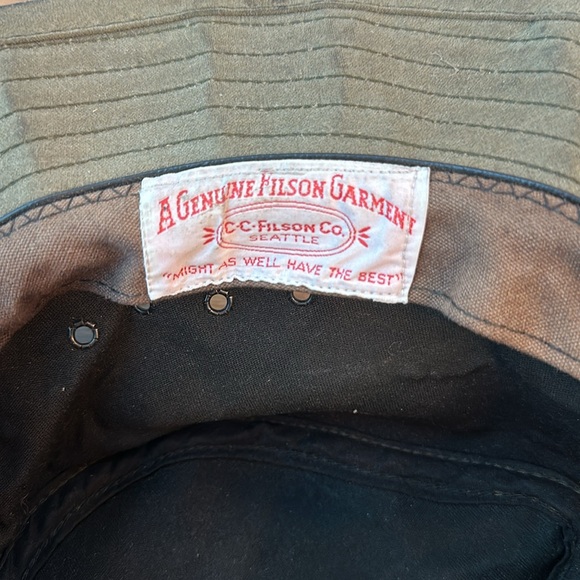 A GENUINE FILSON GARMENT
C·C·FILSON CO.
SEATTLE
"MIGHT AS WELL HAVE THE BEST"